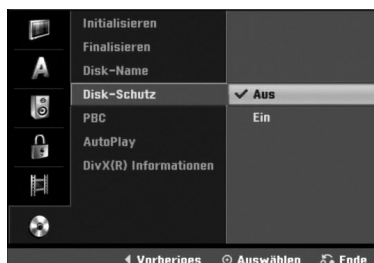 Initialisieren
Finalisieren
Disk-Name
Disk-Schutz
✓ Aus
PBC
Ein
AutoPlay
DivX(R) Informationen
A
Vorheriges
Auswählen
Ende